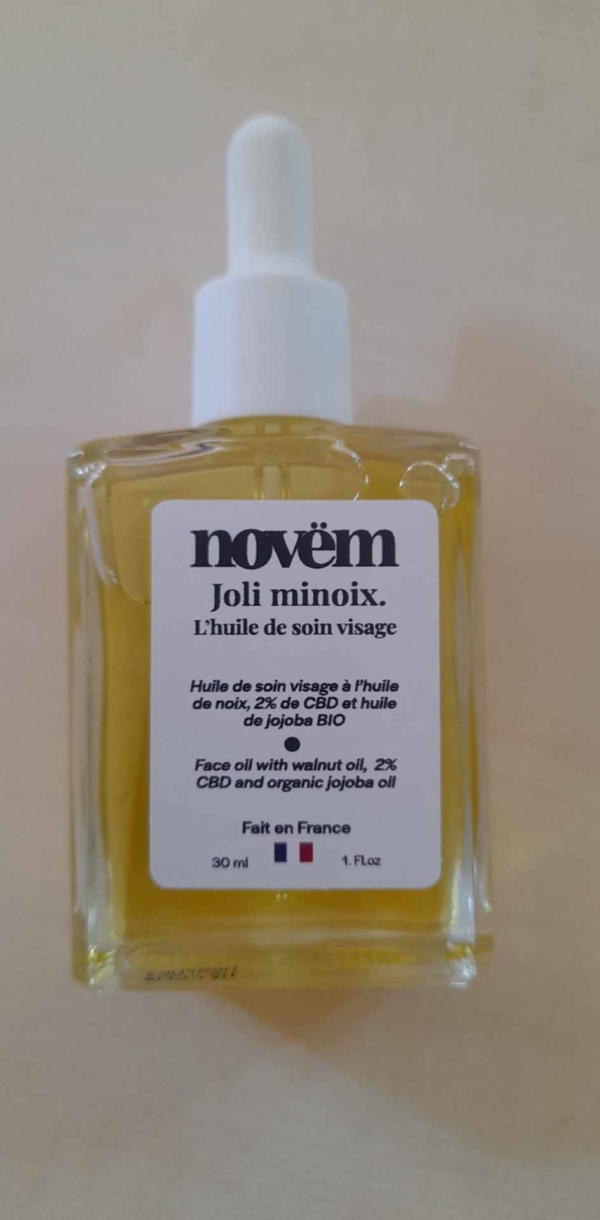 novëm
Joli minoix.
L'huile de soin visage
Huile de soin visage à l'huile
de noix, 2% de CBD et huile
de jojoba BIO
Face oil with walnut oil, 2%
CBD and organic jojoba oil
Fait en France
30 ml 1. Fl.oz